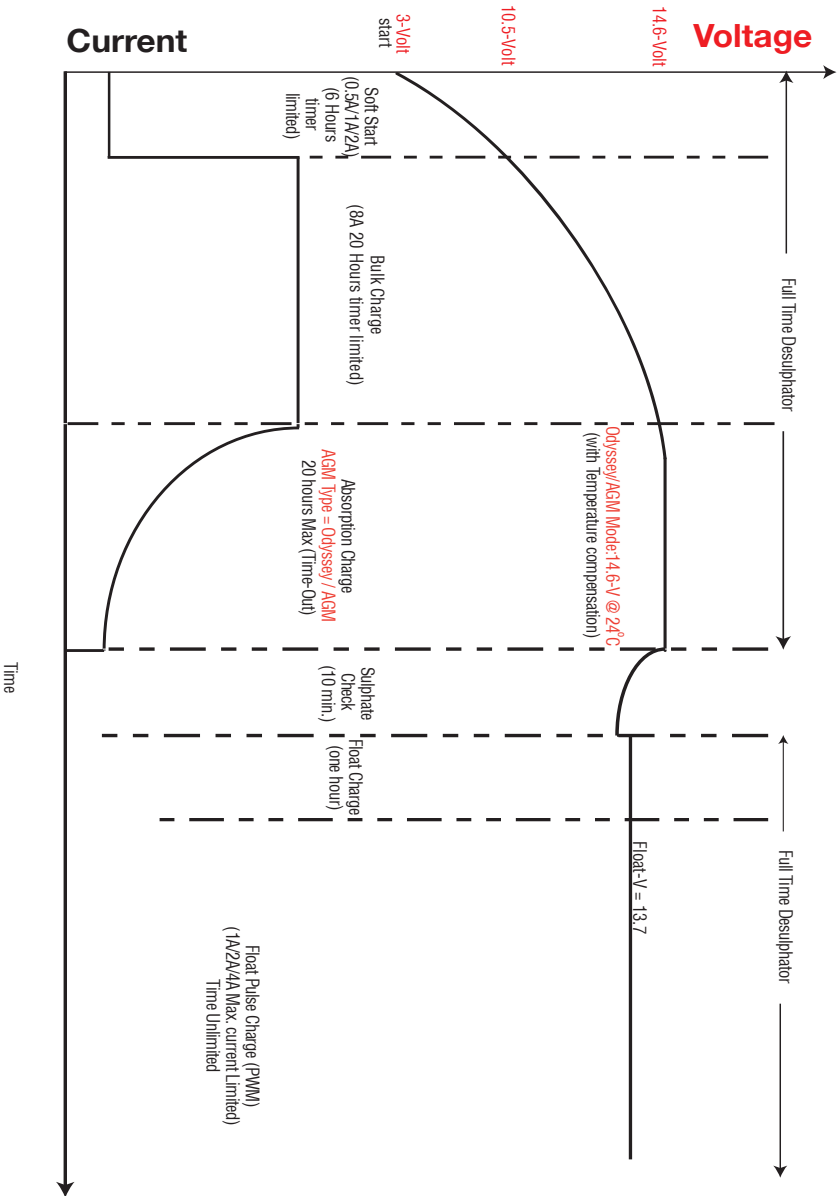 Current
Voltage
3-Volt
start
10.5-Volt
14.6-Volt
Soft Start
(0.5A/1A/2A)
(6 Hours
timer
limited)
Bulk Charge
(8A 20 Hours timer limited)
Full Time Desulphator
Odyssey/AGM Mode:14.6-V @ 24°C
(with Temperature compensation)
Absorption Charge
AGM Type = Odyssey / AGM
20 hours Max (Time-Out)
Sulphate
Check
(10 min.)
Float Charge
(one hour)
Float-V = 13.7
Full Time Desulphator
Float Pulse Charge (PWM)
(1A/2A/4A Max. current Limited)
Time Unlimited
Time